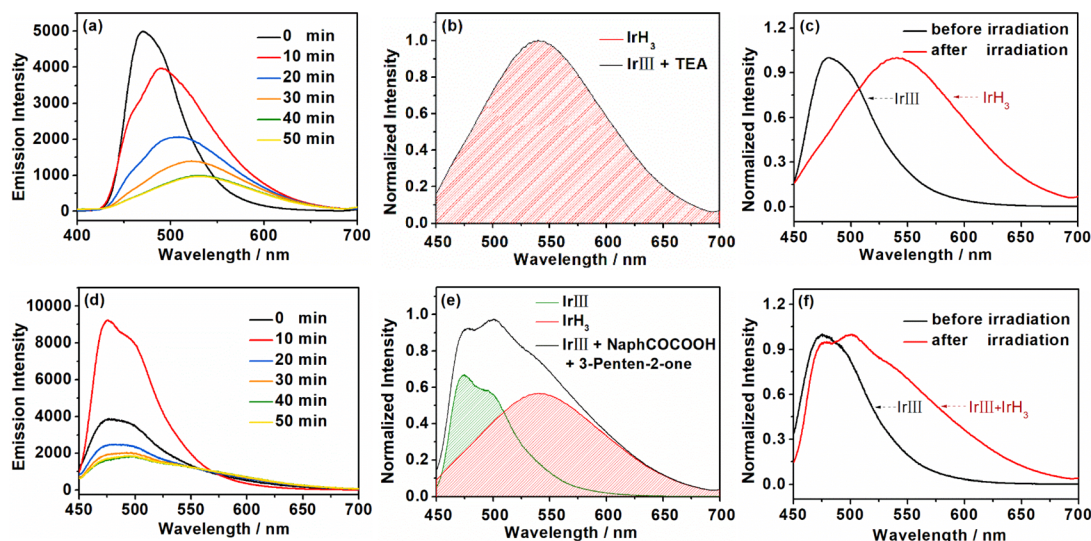 (a)
0 min
10 min
20 min
30 min
40 min
50 min
5000
4000
3000
2000
1000
0
400 450 500 550 600 650 700
Emission Intensity
Wavelength / nm
(b)
IrH₃
IrIII + TEA
1.0
0.8
0.6
0.4
0.2
0.0
450 500 550 600 650 700
Normalized Intensity
Wavelength / nm
(c)
before irradiation
after irradiation
IrIII
IrH₃
1.2
0.9
0.6
0.3
0.0
450 500 550 600 650 700
Normalized Intensity
Wavelength / nm
(d)
0 min
10 min
20 min
30 min
40 min
50 min
10000
8000
6000
4000
2000
0
450 500 550 600 650 700
Emission Intensity
Wavelength / nm
(e)
IrIII
IrH₃
IrIII + NaphCOCOOH
+ 3-Penten-2-one
1.0
0.8
0.6
0.4
0.2
0.0
450 500 550 600 650 700
Normalized Intensity
Wavelength / nm
(f)
before irradiation
after irradiation
IrIII
IrIII+IrH₃
1.2
0.9
0.6
0.3
0.0
450 500 550 600 650 700
Normalized Intensity
Wavelength / nm